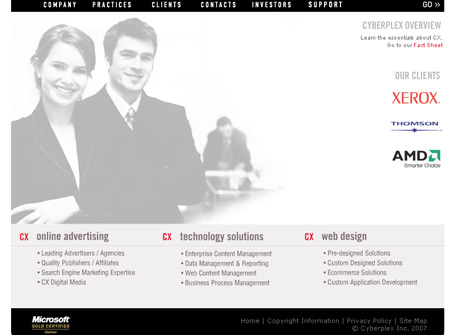 COMPANY PRACTICES CLIENTS CONTACTS INVESTORS SUPPORT GO »
CYBERPLEX OVERVIEW
Learn the essentials about CX.
Go to our Fact Sheet
OUR CLIENTS
XEROX.
THOMSON
AMD
Smarter Choice
CX online advertising
• Leading Advertisers / Agencies
• Quality Publishers / Affiliates
• Search Engine Marketing Expertise
• CX Digital Media
CX technology solutions
• Enterprise Content Management
• Data Management & Reporting
• Web Content Management
• Business Process Management
CX web design
• Pre-designed Solutions
• Custom Designed Solutions
• Ecommerce Solutions
• Custom Application Development
Microsoft
GOLD CERTIFIED
Partner
Home | Copyright Information | Privacy Policy | Site Map
© Cyberplex Inc. 2007